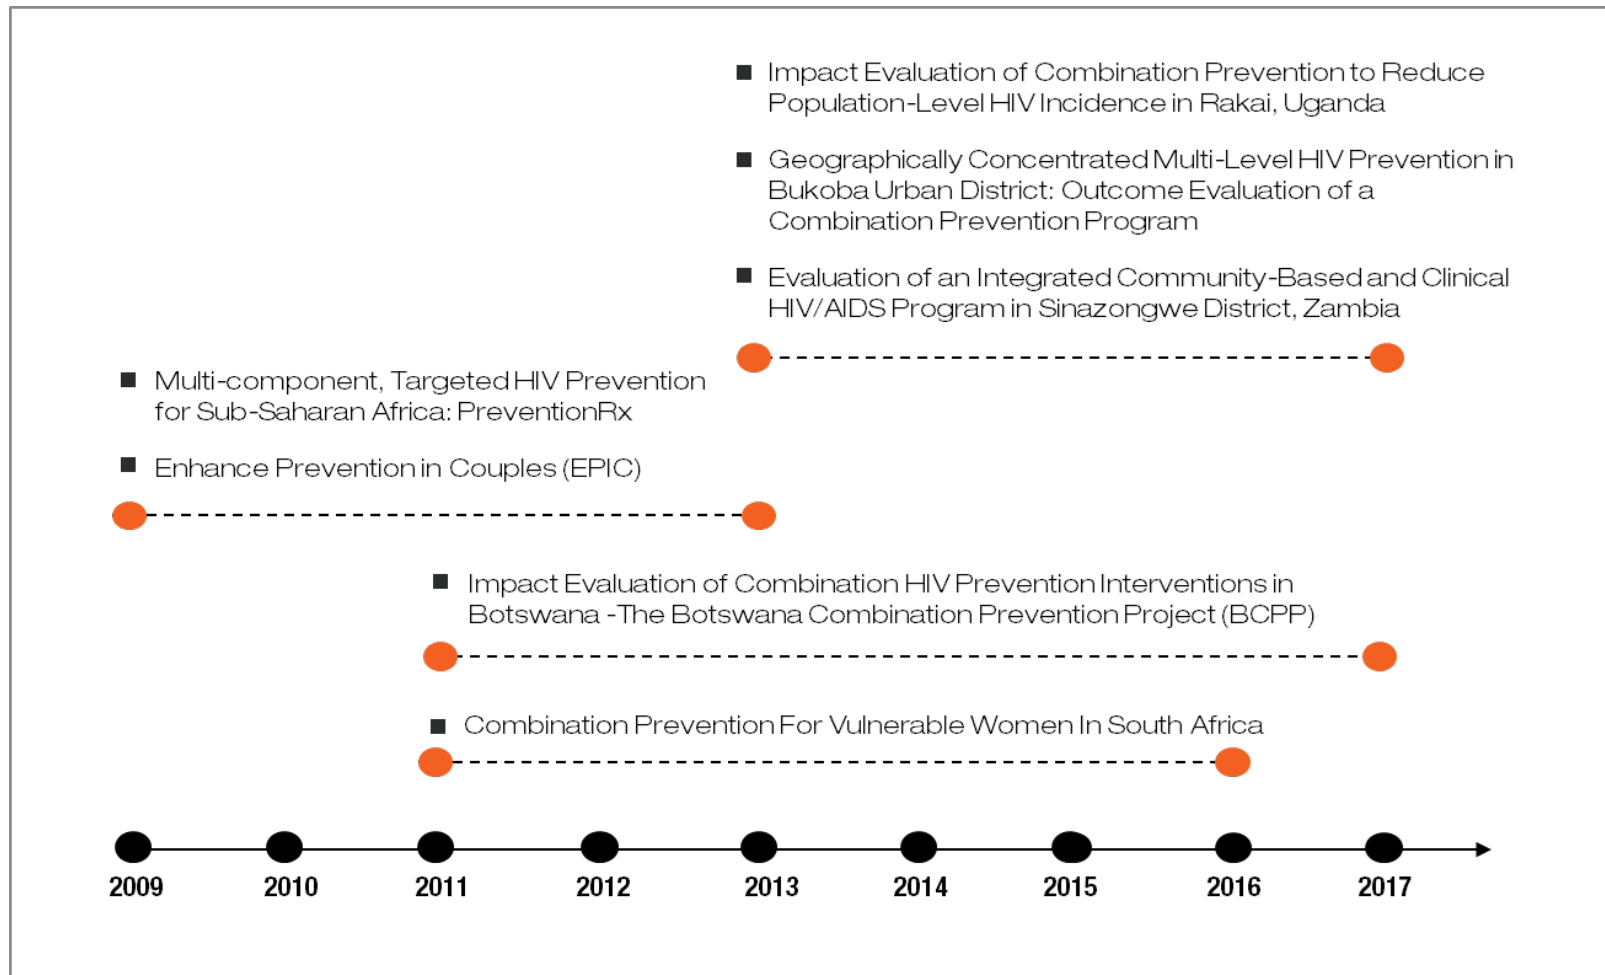 Impact Evaluation of Combination Prevention to Reduce
Population-Level HIV Incidence in Rakai, Uganda
Geographically Concentrated Multi-Level HIV Prevention in
Bukoba Urban District: Outcome Evaluation of a
Combination Prevention Program
Evaluation of an Integrated Community-Based and Clinical
HIV/AIDS Program in Sinazongwe District, Zambia
Multi-component, Targeted HIV Prevention
for Sub-Saharan Africa: PreventionRx
Enhance Prevention in Couples (EPIC)
Impact Evaluation of Combination HIV Prevention Interventions in
Botswana -The Botswana Combination Prevention Project (BCPP)
Combination Prevention For Vulnerable Women In South Africa
2009 2010 2011 2012 2013 2014 2015 2016 2017